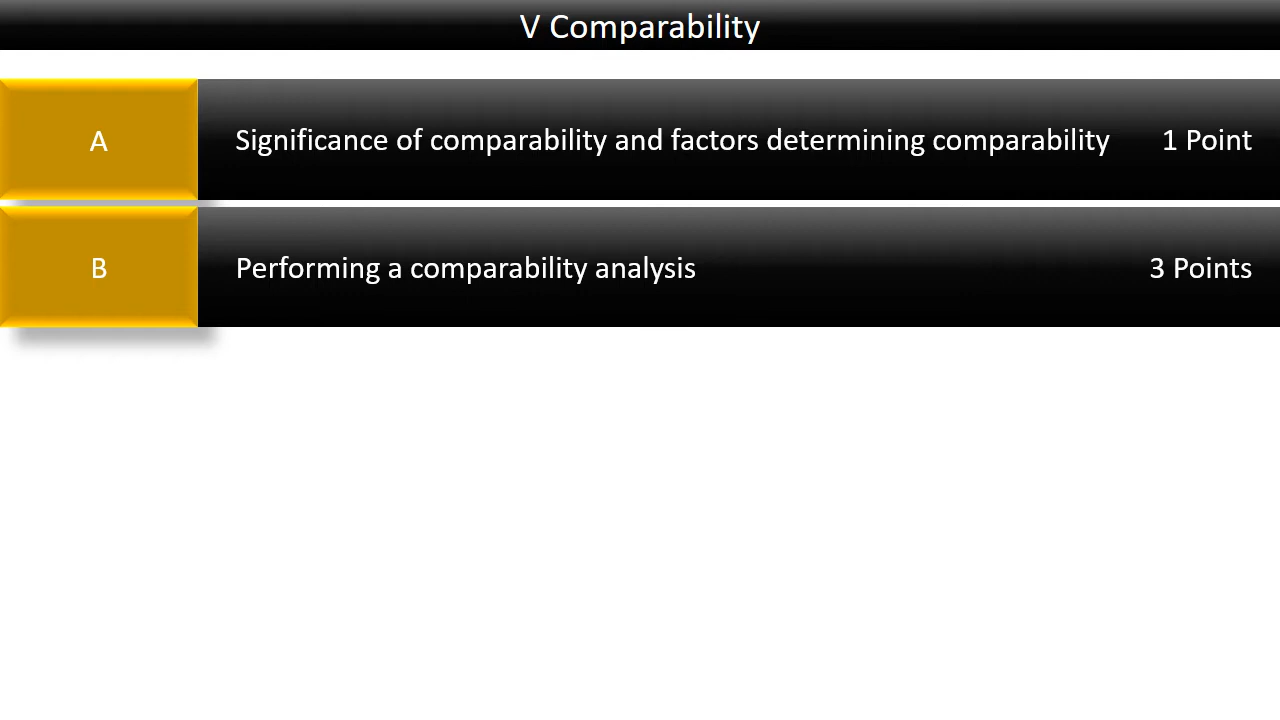 V Comparability
A
Significance of comparability and factors determining comparability 1 Point
B
Performing a comparability analysis 3 Points